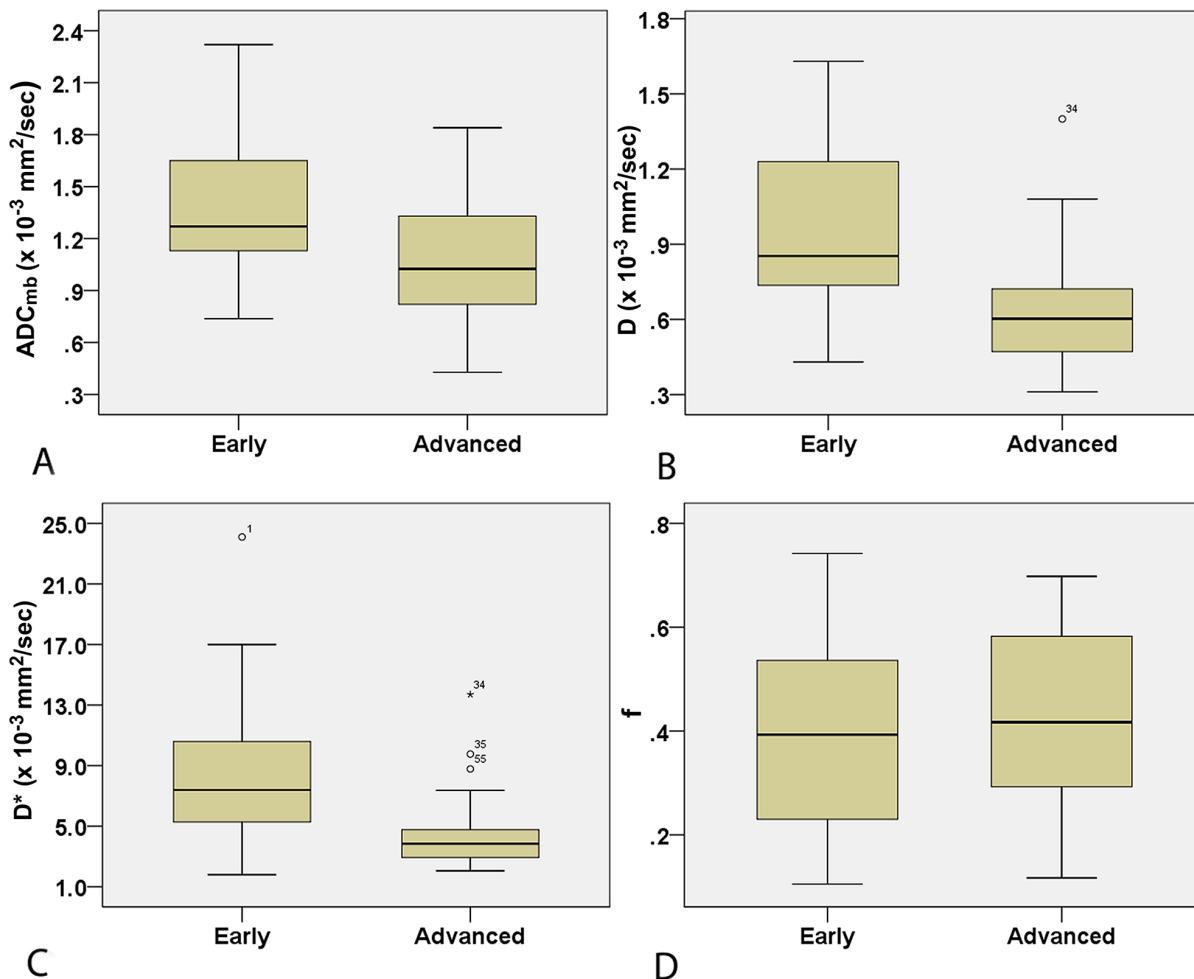 2.4
2.1
1.8
1.5
1.2
.9
.6
.3
ADCmb (x 10-3 mm2/sec)
Early Advanced
A
1.8
1.5
1.2
.9
.6
.3
D (x 10-3 mm2/sec)
34
Early Advanced
B
25.0
21.0
17.0
13.0
9.0
5.0
1.0
D* (x 10-3 mm2/sec)
1
34
35
55
Early Advanced
C
.8
.6
.4
.2
f
Early Advanced
D